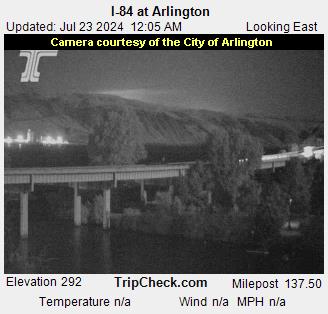 I-84 at Arlington
Updated: Jul 23 2024 12:05 AM Looking East
Camera courtesy of the City of Arlington
Elevation 292 TripCheck.com Milepost 137.50
Temperature n/a Wind n/a MPH n/a